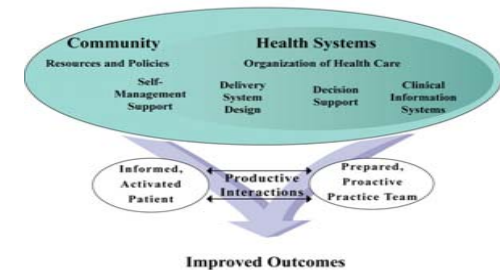 Community
Health Systems
Resources and Policies
Organization of Health Care
Self-
Management
Support
Delivery
System
Design
Decision
Support
Clinical
Information
Systems
Informed,
Activated
Patient
Productive
Interactions
Prepared,
Proactive
Practice Team
Improved Outcomes